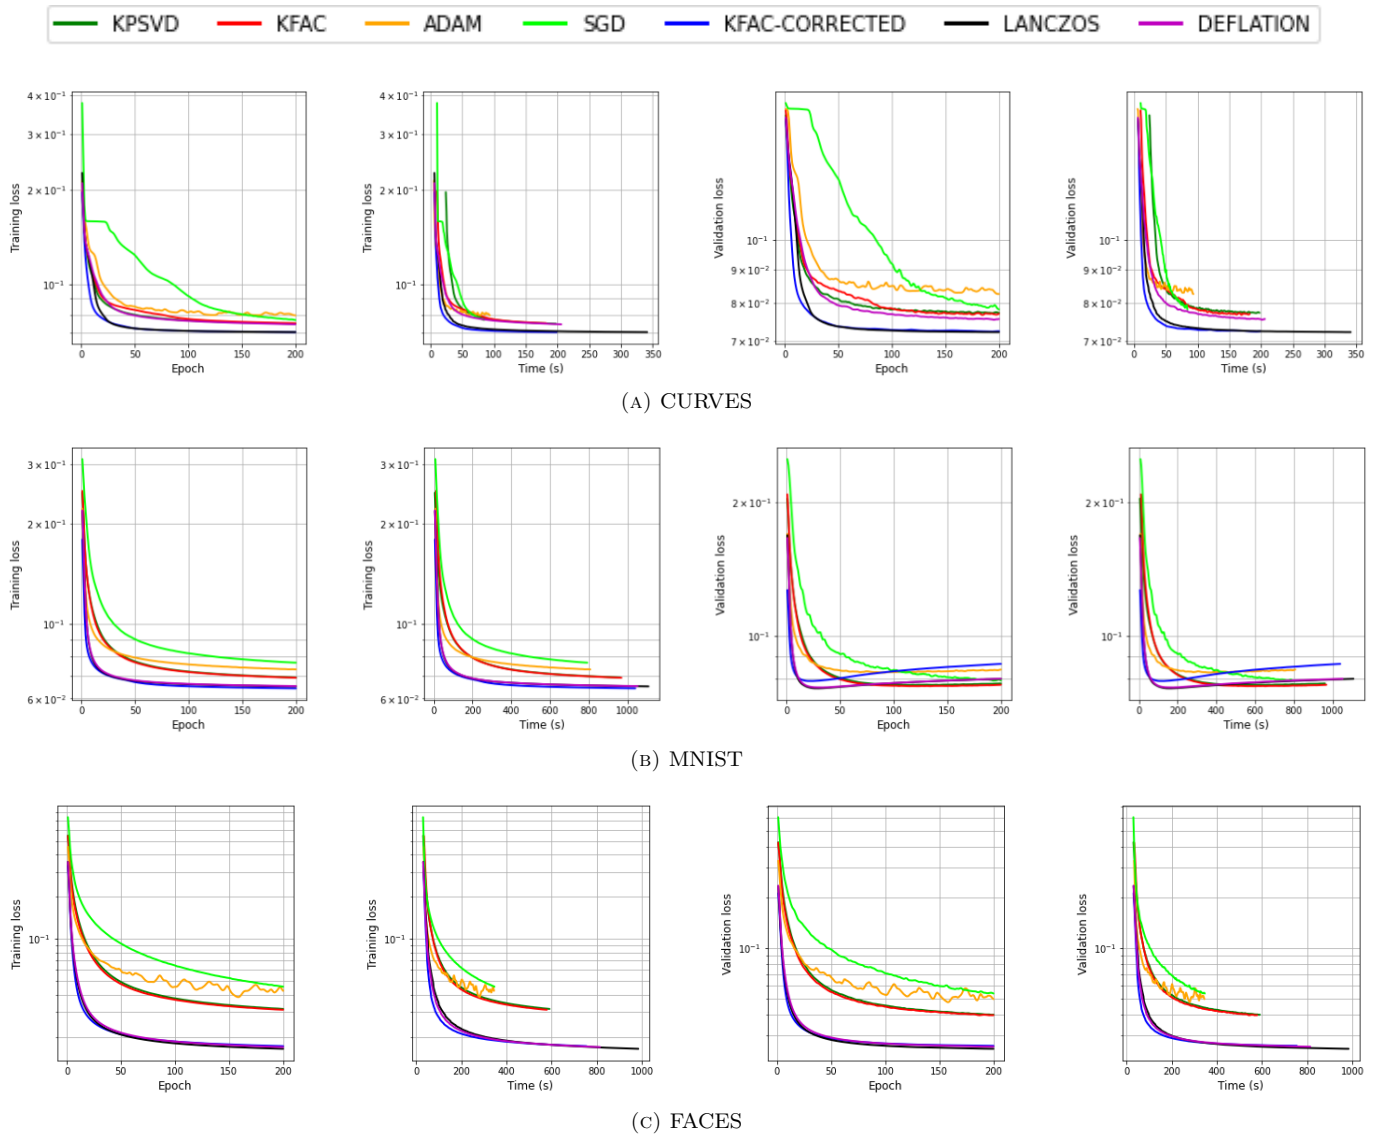 KPSVD KFAC ADAM SGD KFAC-CORRECTED LANCZOS DEFLATION
4 × 10⁻¹
3 × 10⁻¹
2 × 10⁻¹
10⁻¹
Training loss
0 50 100 150 200
Epoch
4 × 10⁻¹
3 × 10⁻¹
2 × 10⁻¹
10⁻¹
Training loss
0 50 100 150 200 250 300 350
Time (s)
10⁻¹
9 × 10⁻²
8 × 10⁻²
7 × 10⁻²
Validation loss
0 50 100 150 200
Epoch
10⁻¹
9 × 10⁻²
8 × 10⁻²
7 × 10⁻²
Validation loss
0 50 100 150 200 250 300 350
Time (s)
(A) CURVES
3 × 10⁻¹
2 × 10⁻¹
10⁻¹
6 × 10⁻²
Training loss
0 50 100 150 200
Epoch
3 × 10⁻¹
2 × 10⁻¹
10⁻¹
6 × 10⁻²
Training loss
0 200 400 600 800 1000
Time (s)
2 × 10⁻¹
10⁻¹
Validation loss
0 50 100 150 200
Epoch
2 × 10⁻¹
10⁻¹
Validation loss
0 200 400 600 800 1000
Time (s)
(B) MNIST
10⁻¹
Training loss
0 50 100 150 200
Epoch
10⁻¹
Training loss
0 200 400 600 800 1000
Time (s)
10⁻¹
Validation loss
0 50 100 150 200
Epoch
10⁻¹
Validation loss
0 200 400 600 800 1000
Time (s)
(C) FACES